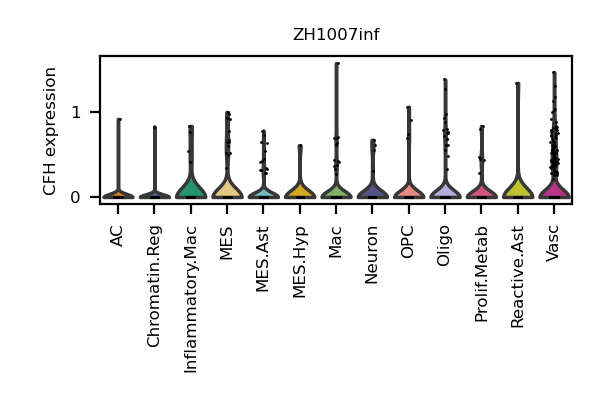 ZH1007inf
CFH expression
1
0
AC
Chromatin.Reg
Inflammatory.Mac
MES
MES.Ast
MES.Hyp
Mac
Neuron
OPC
Oligo
Prolif.Metab
Reactive.Ast
Vasc